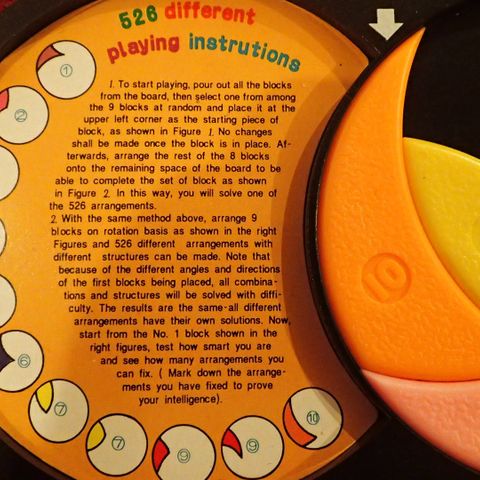 526 different
playing instrutions
1. To start playing, pour out all the blocks
from the board, then select one from among
the 9 blocks at random and place it at the
upper left corner as the starting piece of
block, as shown in Figure 1. No changes
shall be made once the block is in place. Af-
terwards, arrange the rest of the 8 blocks
onto the remaining space of the board to be
able to complete the set of block as shown
in Figure 2. In this way, you will solve one of
the 526 arrangements.
2. With the same method above, arrange 9
blocks on rotation basis as shown in the right
Figures and 526 different arrangements with
different structures can be made. Note that
because of the different angles and directions
of the first blocks being placed, all combina-
tions and structures will be solved with diffi-
culty. The results are the same-all different
arrangements have their own solutions. Now,
start from the No. 1 block shown in the
right figures, test how smart you are
and see how many arrangements you
can fix. ( Mark down the arrange-
ments you have fixed to prove
your intelligence).
1
2
6
7
7
9
9
10
10